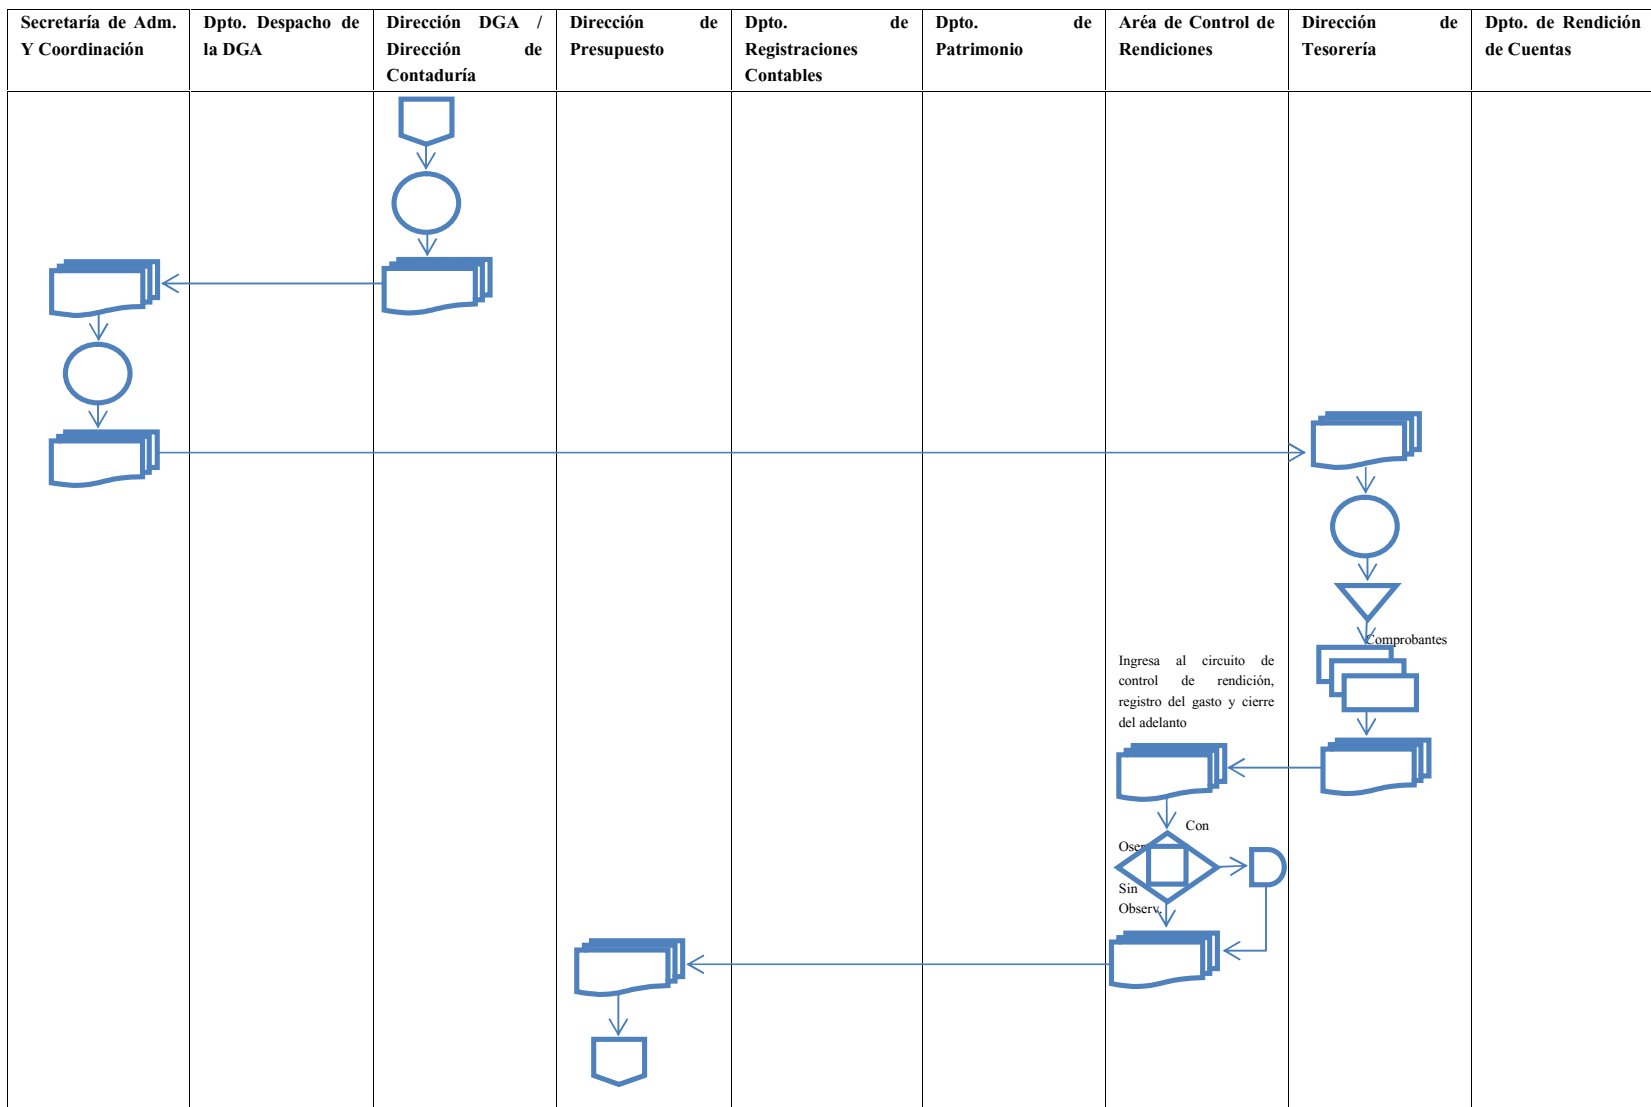 Secretaría de Adm.
Y Coordinación
Dpto. Despacho de
la DGA
Dirección DGA /
Dirección de
Contaduría
Dirección de
Presupuesto
Dpto. de
Registraciones
Contables
Dpto. de
Patrimonio
Aréa de Control de
Rendiciones
Dirección de
Tesorería
Dpto. de Rendición
de Cuentas
Comprobantes
Ingresa al circuito de
control de rendición,
registro del gasto y cierre
del adelanto
Con
Sin
Observ.